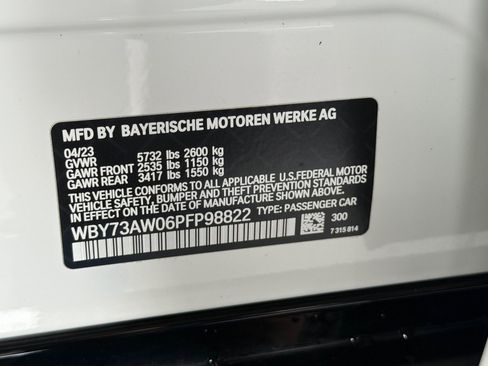 MFD BY BAYERISCHE MOTOREN WERKE AG
04/23
GVWR 5732 lbs 2600 kg
GAWR FRONT 2535 lbs 1150 kg
GAWR REAR 3417 lbs 1550 kg
THIS VEHICLE CONFORMS TO ALL APPLICABLE U.S.FEDERAL MOTOR
VEHICLE SAFETY, BUMPER,AND THEFT PREVENTION STANDARDS
IN EFFECT ON THE DATE OF MANUFACTURE SHOWN ABOVE.
WBY73AW06PFP98822 TYPE: PASSENGER CAR
300
7 315 814